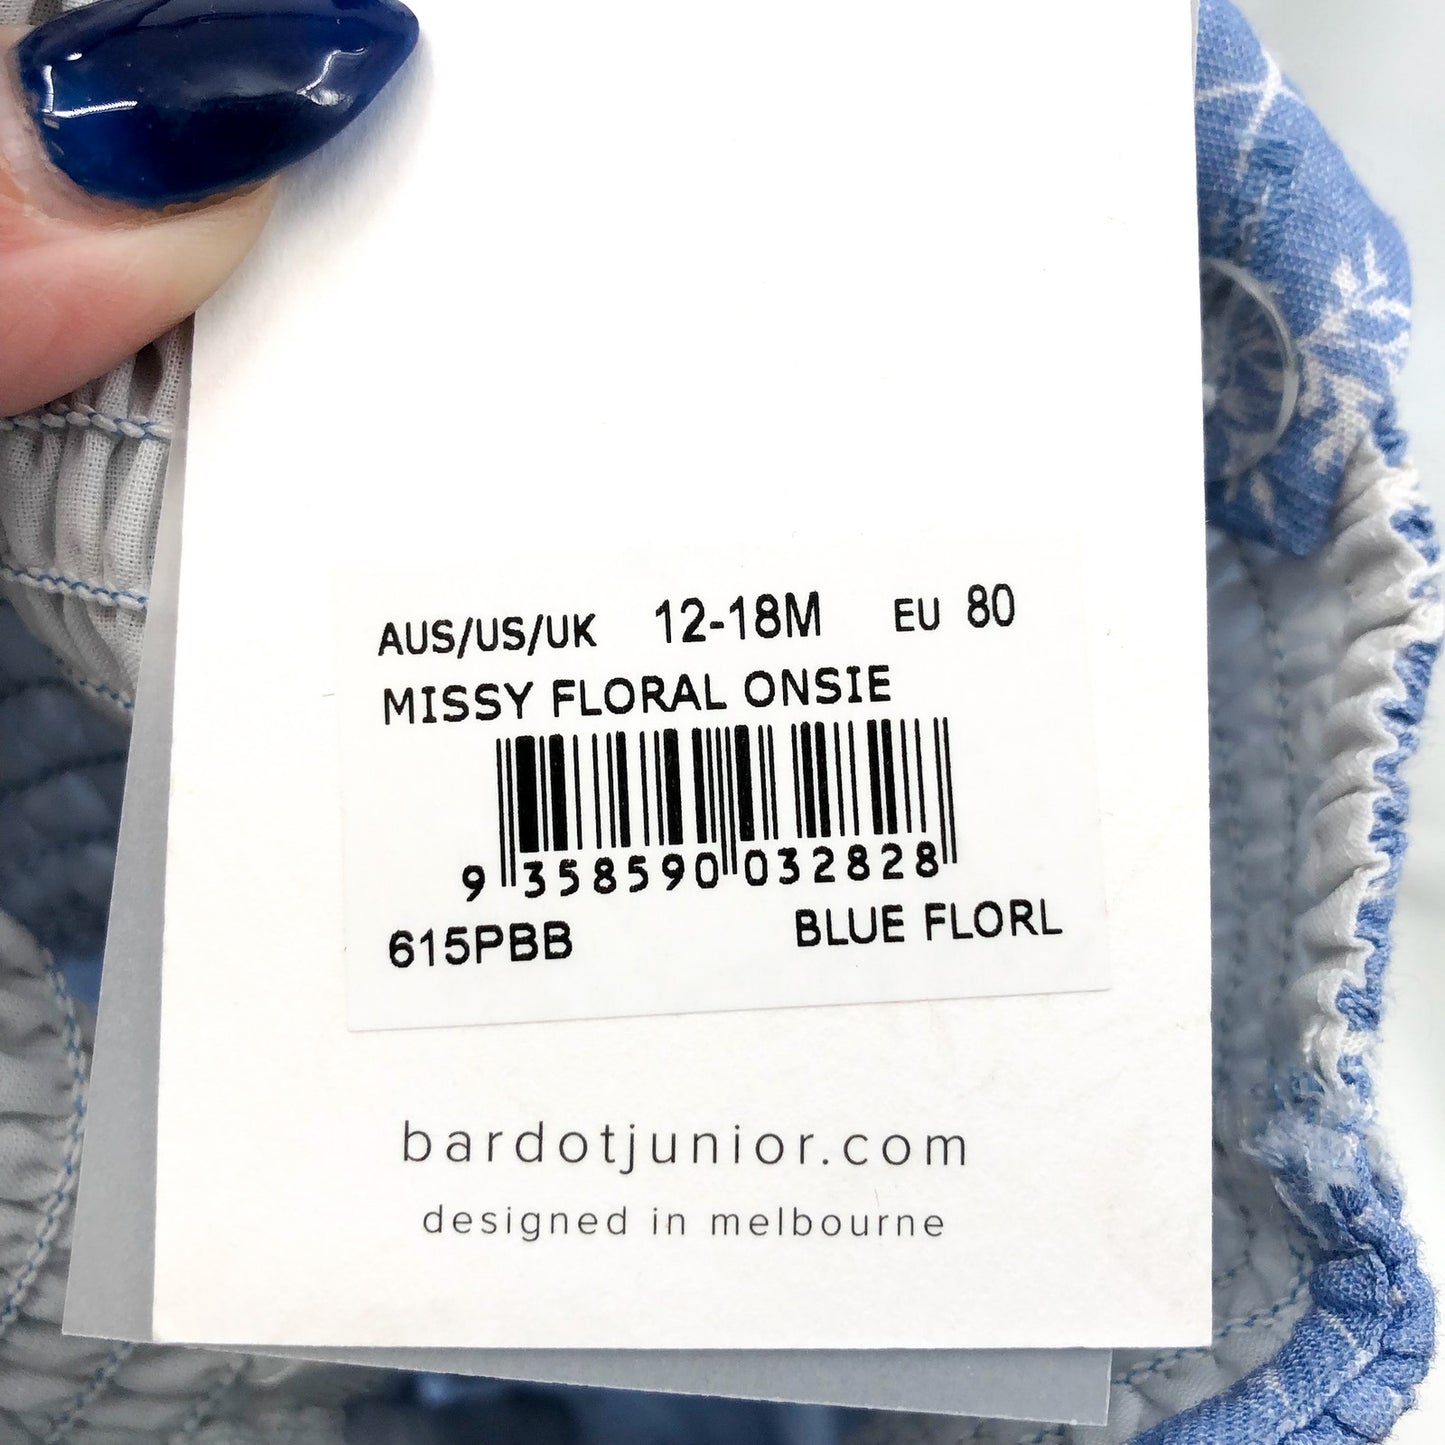 AUS/US/UK 12-18M EU 80
MISSY FLORAL ONSIE
9 358590 032828
615PBB BLUE FLORL
bardotjunior.com
designed in melbourne